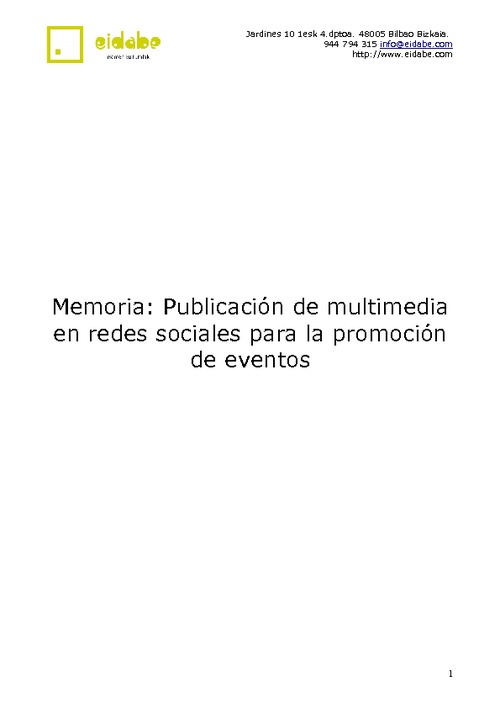 Jardines 10 1esk 4.dptoa. 48005 Bilbao Bizkaia.
944 794 315 info@eidabe.com
http://www.eidabe.com
eidabe
Memoria: Publicación de multimedia
en redes sociales para la promoción
de eventos
1